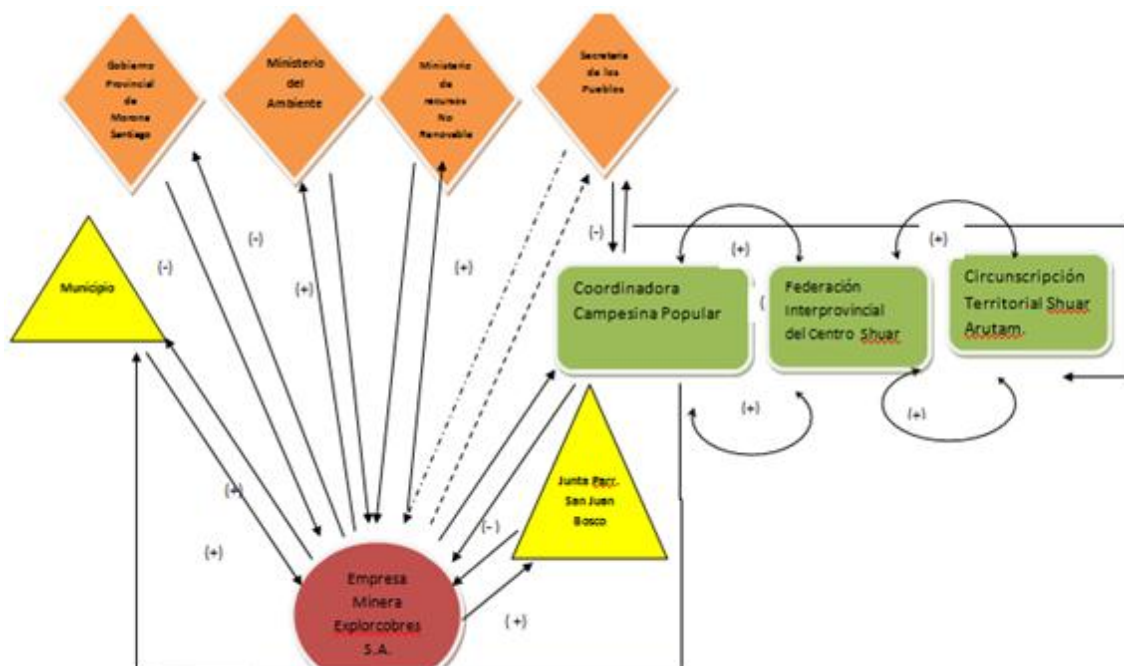 Gobierno
Provincial
de
Morona
Santiago
Ministerio
del
Ambiente
Ministerio
de
recursos
No
Renovable
Secretaria
de los
Pueblos
(-)
(-)
(+)
(+)
(-)
(+)
(+)
Municipio
Coordinadora
Campesina Popular
(
Federación
Interprovincial
del Centro Shuar
Circunscripción
Territorial Shuar
Arutam.
(+)
(+)
(+)
(+)
Junta Parr.
San Juan
Bosco
(-)
(+)
Empresa
Minera
Explorcobres
S.A.